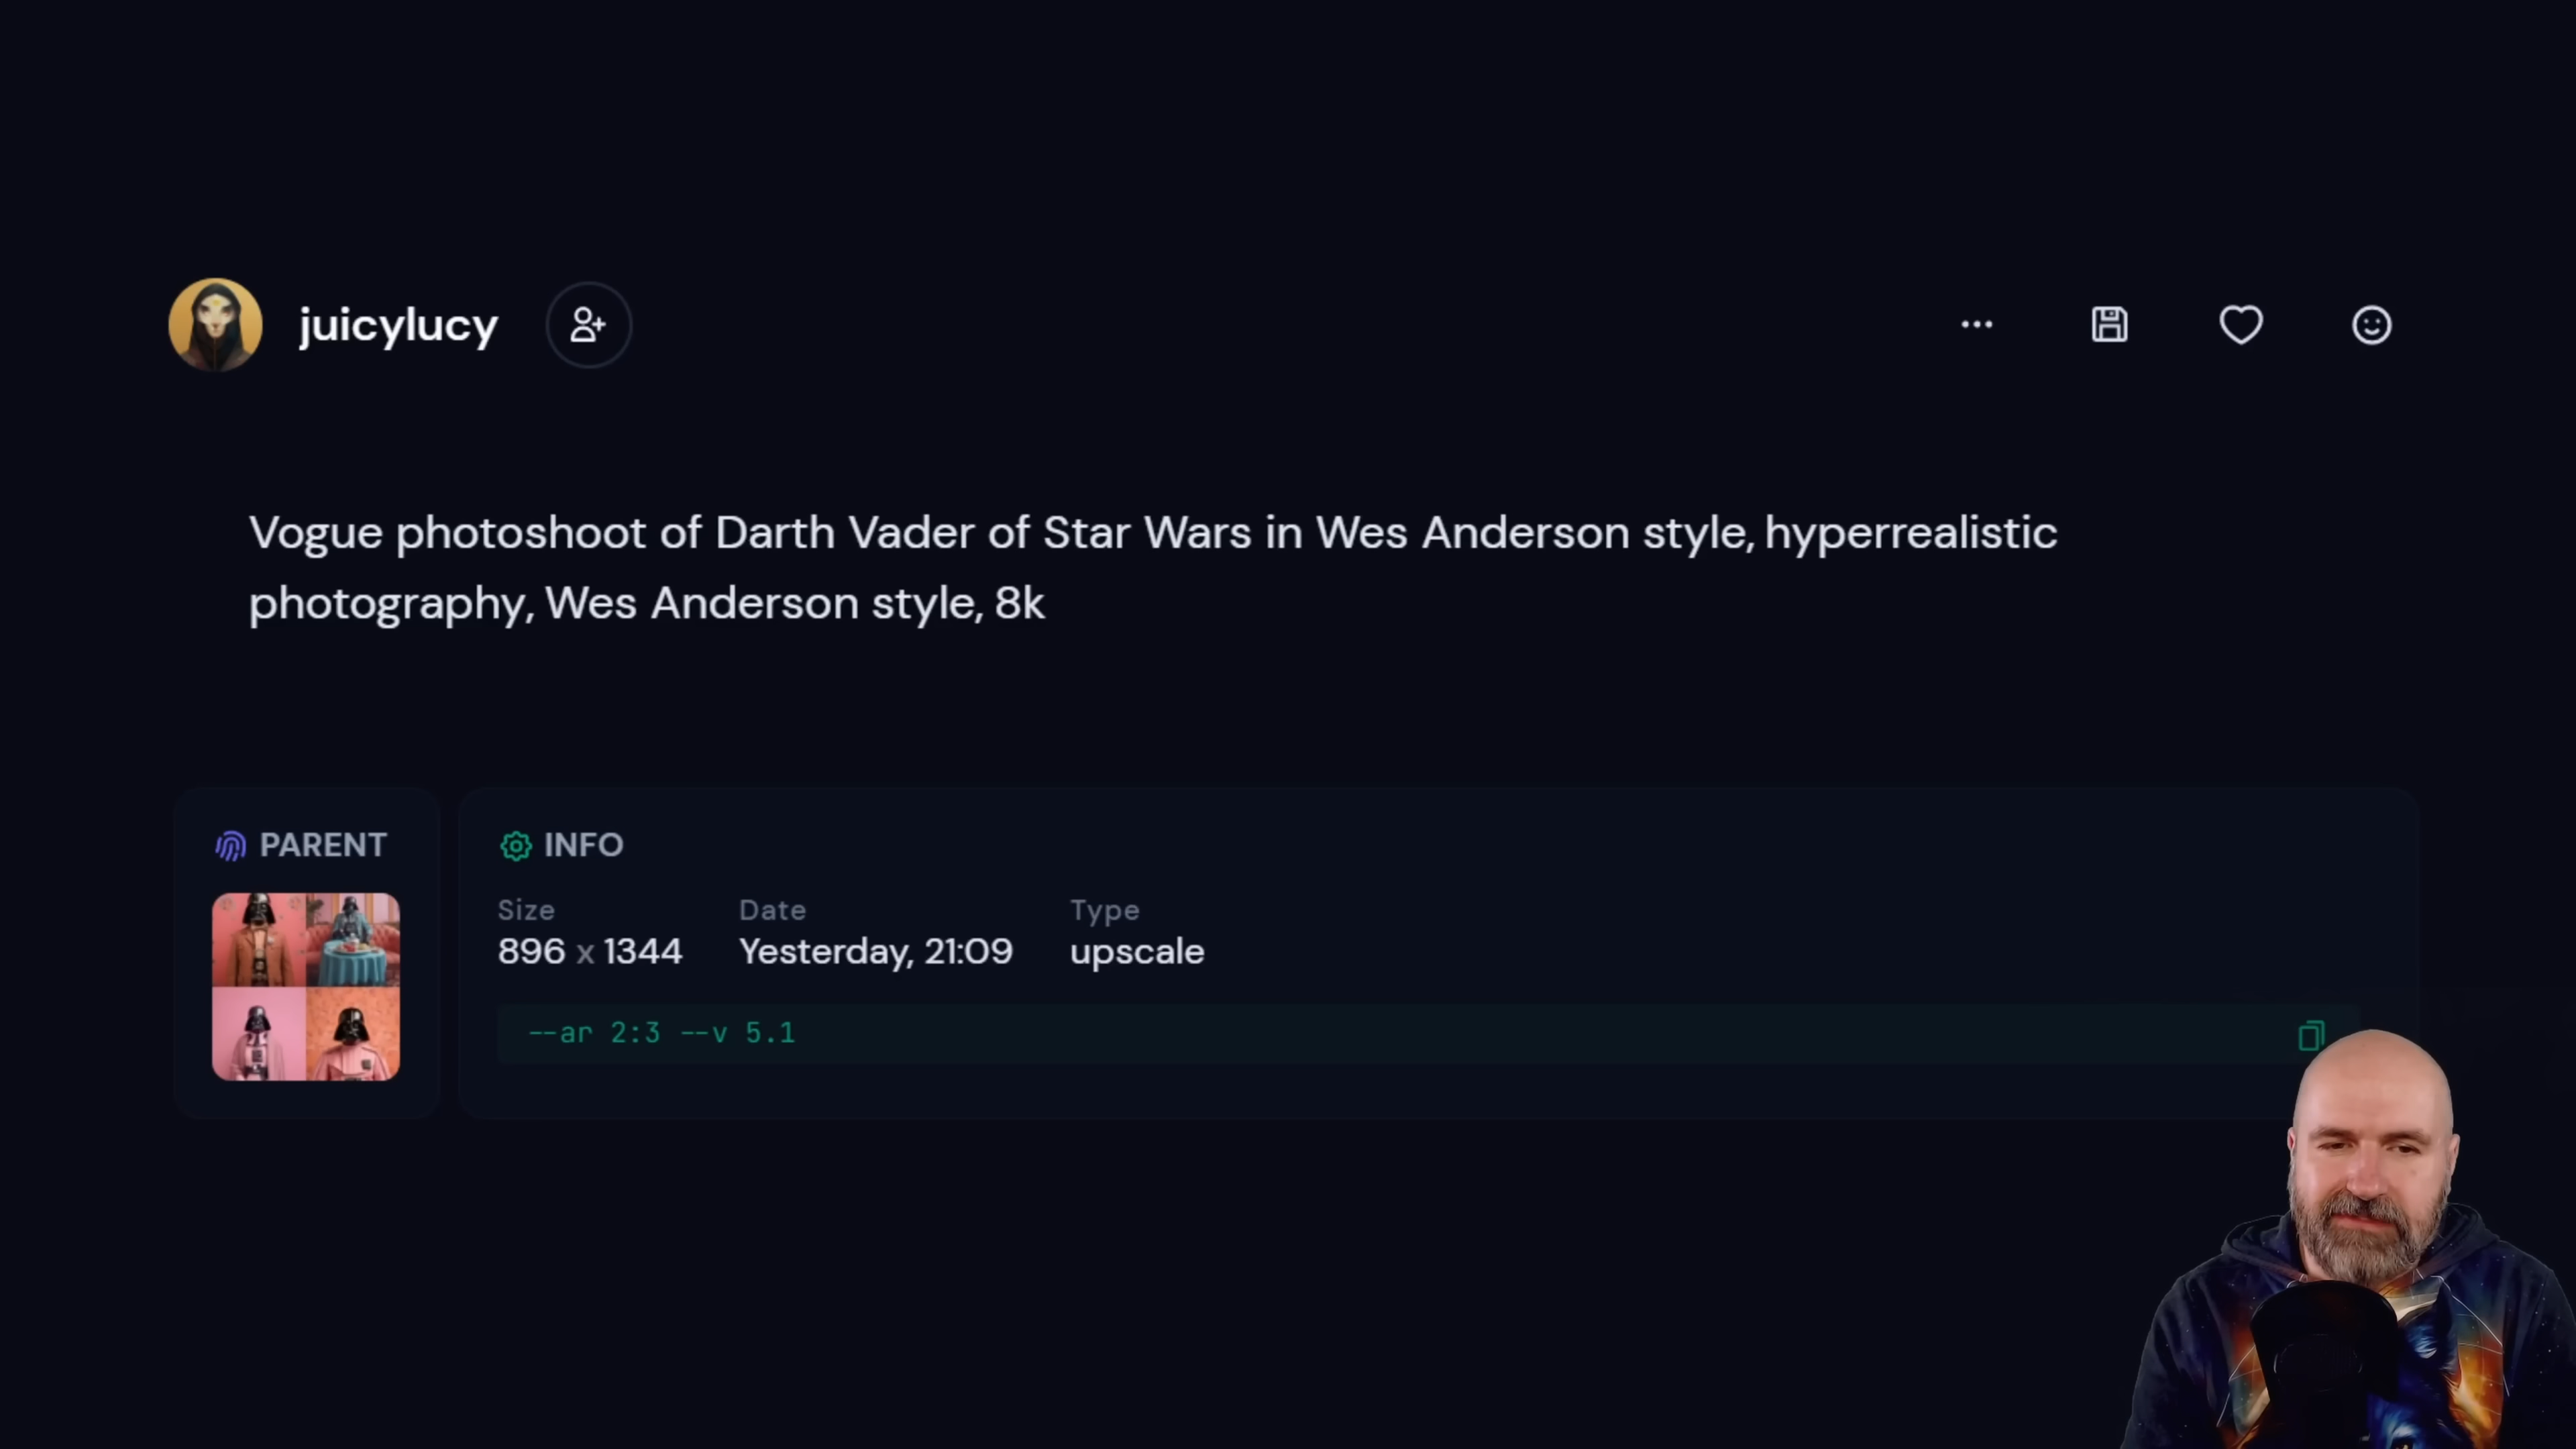 juicylucy
Vogue photoshoot of Darth Vader of Star Wars in Wes Anderson style, hyperrealistic
photography, Wes Anderson style, 8k
PARENT
INFO
Size
Date
Type
896 x 1344
Yesterday, 21:09
upscale
--ar 2:3 --v 5.1